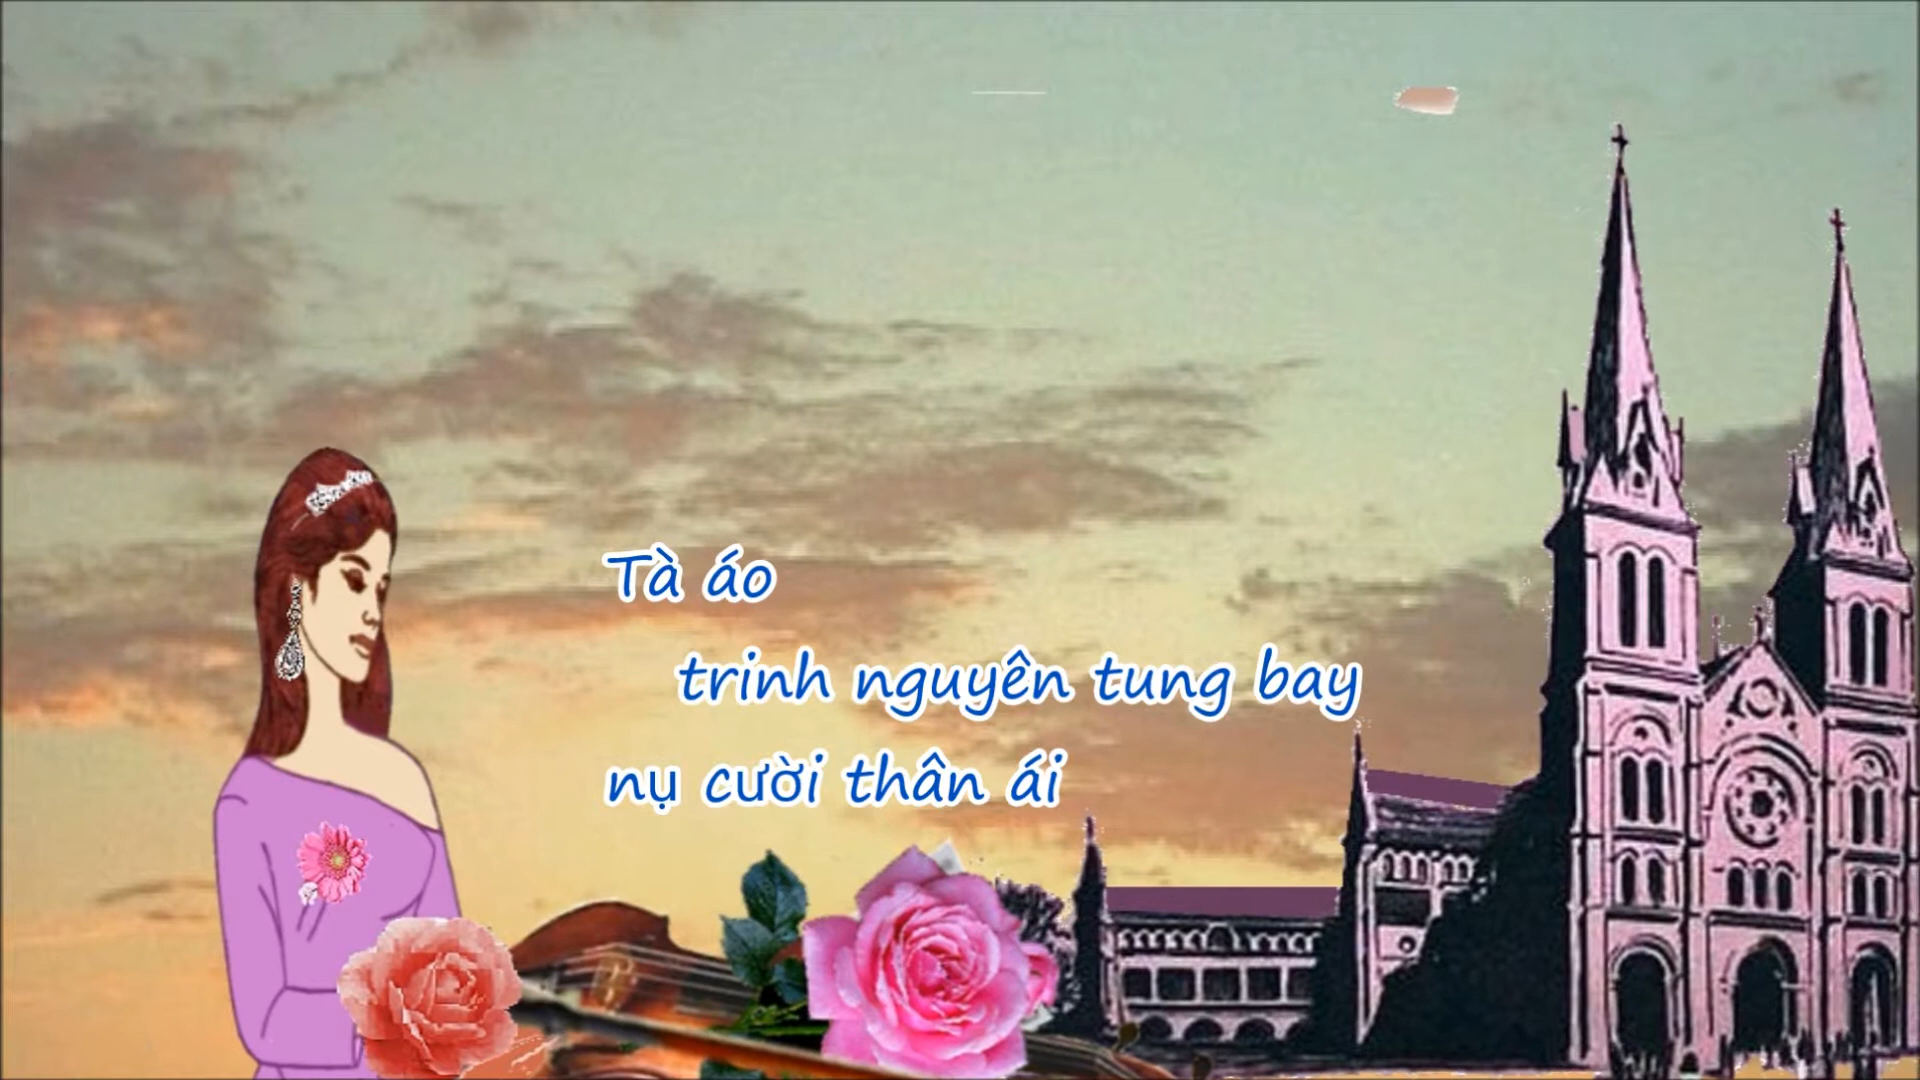 Tà áo
trinh nguyên tung bay
nụ cười thân ái